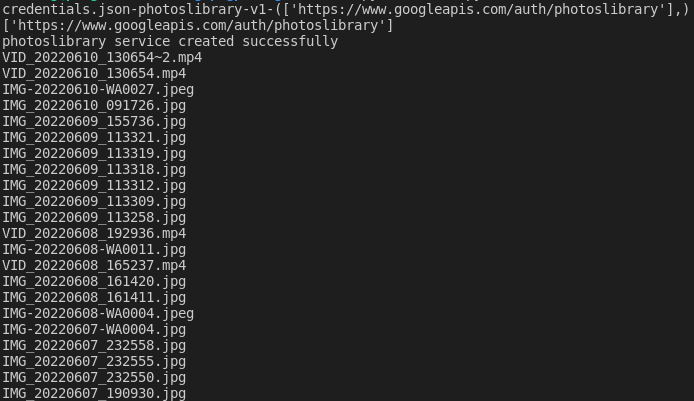 credentials.json-photoslibrary-v1-(['https://www.googleapis.com/auth/photoslibrary'],)
['https://www.googleapis.com/auth/photoslibrary']
photoslibrary service created successfully
VID_20220610_130654~2.mp4
VID_20220610_130654.mp4
IMG-20220610-WA0027.jpeg
IMG_20220610_091726.jpg
IMG_20220609_155736.jpg
IMG_20220609_113321.jpg
IMG_20220609_113319.jpg
IMG_20220609_113318.jpg
IMG_20220609_113312.jpg
IMG_20220609_113309.jpg
IMG_20220609_113258.jpg
VID_20220608_192936.mp4
IMG-20220608-WA0011.jpg
VID_20220608_165237.mp4
IMG_20220608_161420.jpg
IMG_20220608_161411.jpg
IMG-20220608-WA0004.jpeg
IMG-20220607-WA0004.jpg
IMG_20220607_232558.jpg
IMG_20220607_232555.jpg
IMG_20220607_232550.jpg
IMG_20220607_190930.jpg